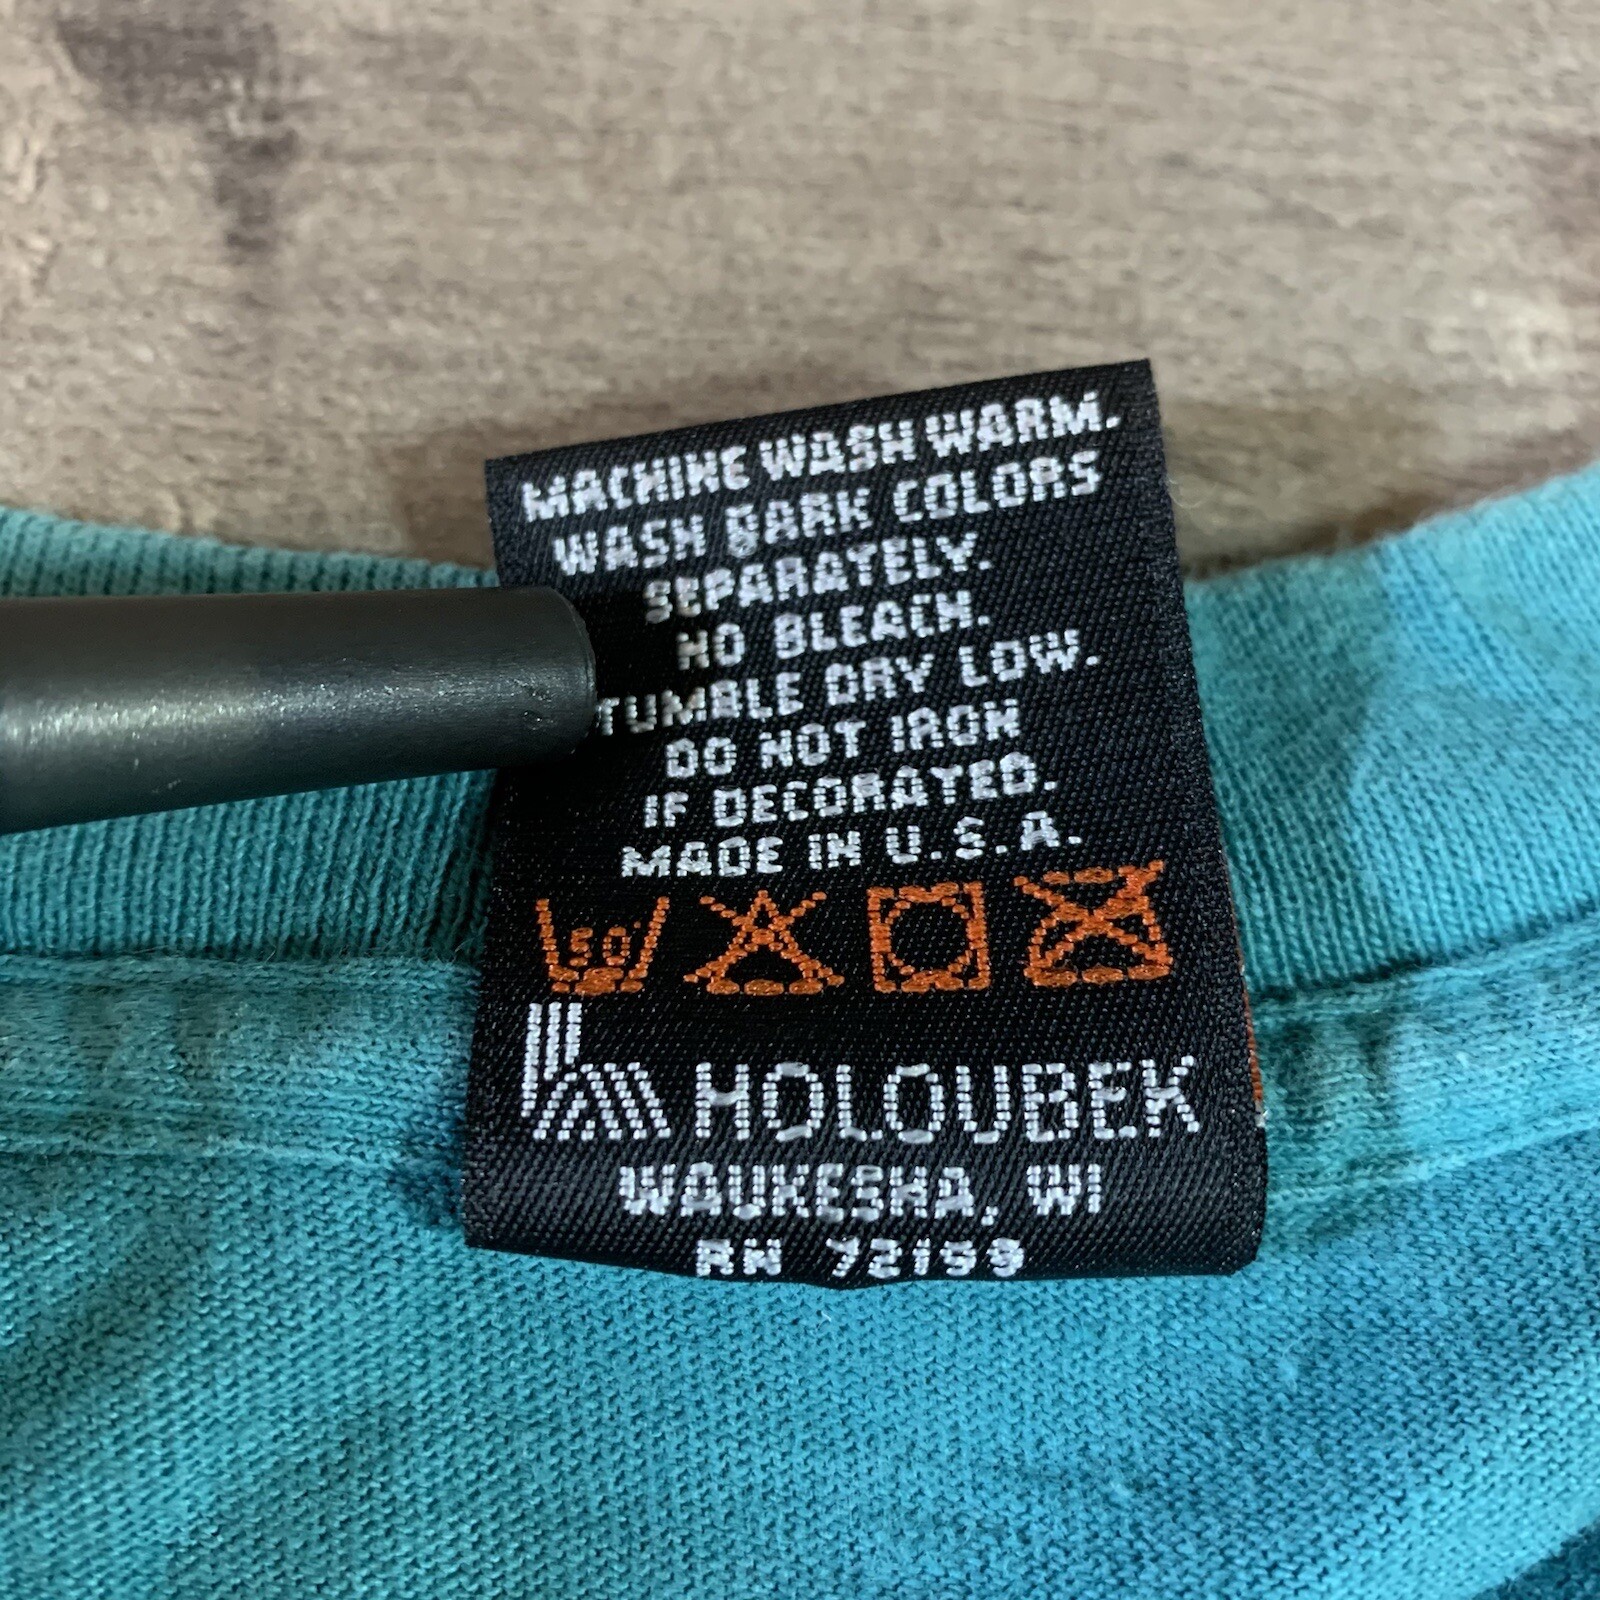 MACHINE WASH WARM.
WASH DARK COLORS
SEPARATELY.
NO BLEACH.
TUMBLE DRY LOW.
DO NOT IRON
IF DECORATED.
MADE IN U.S.A.
50°
HOLOUBEK
WAUKESHA, WI
RN 72199